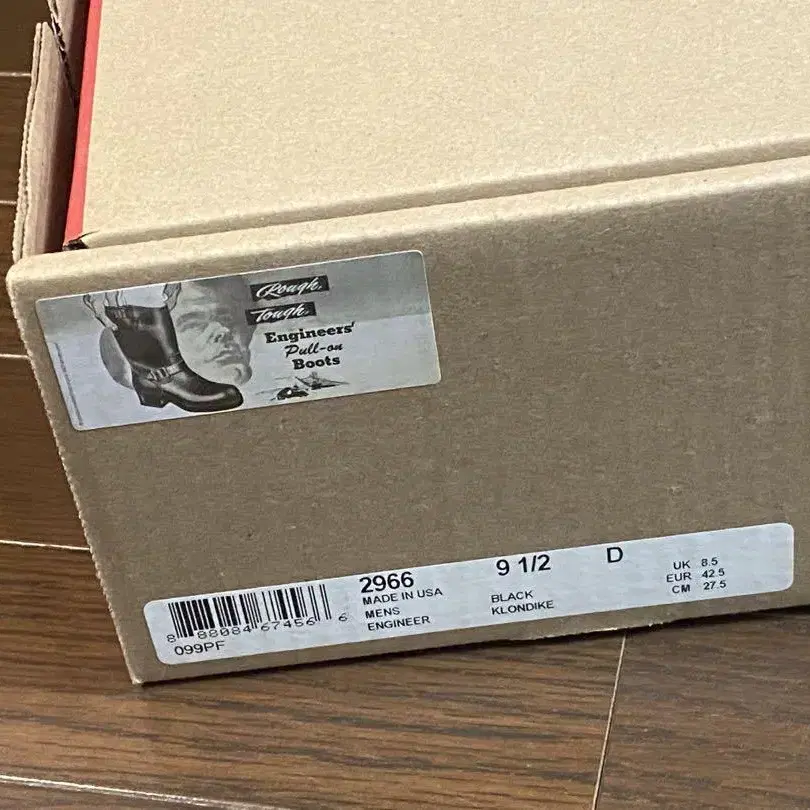 Rough,
Tough,
Engineers'
Pull-on
Boots
2966
9 1/2
D
MADE IN USA
MENS
ENGINEER
BLACK
KLONDIKE
UK 8.5
EUR 42.5
CM 27.5
8 88084 67456 6
099PF